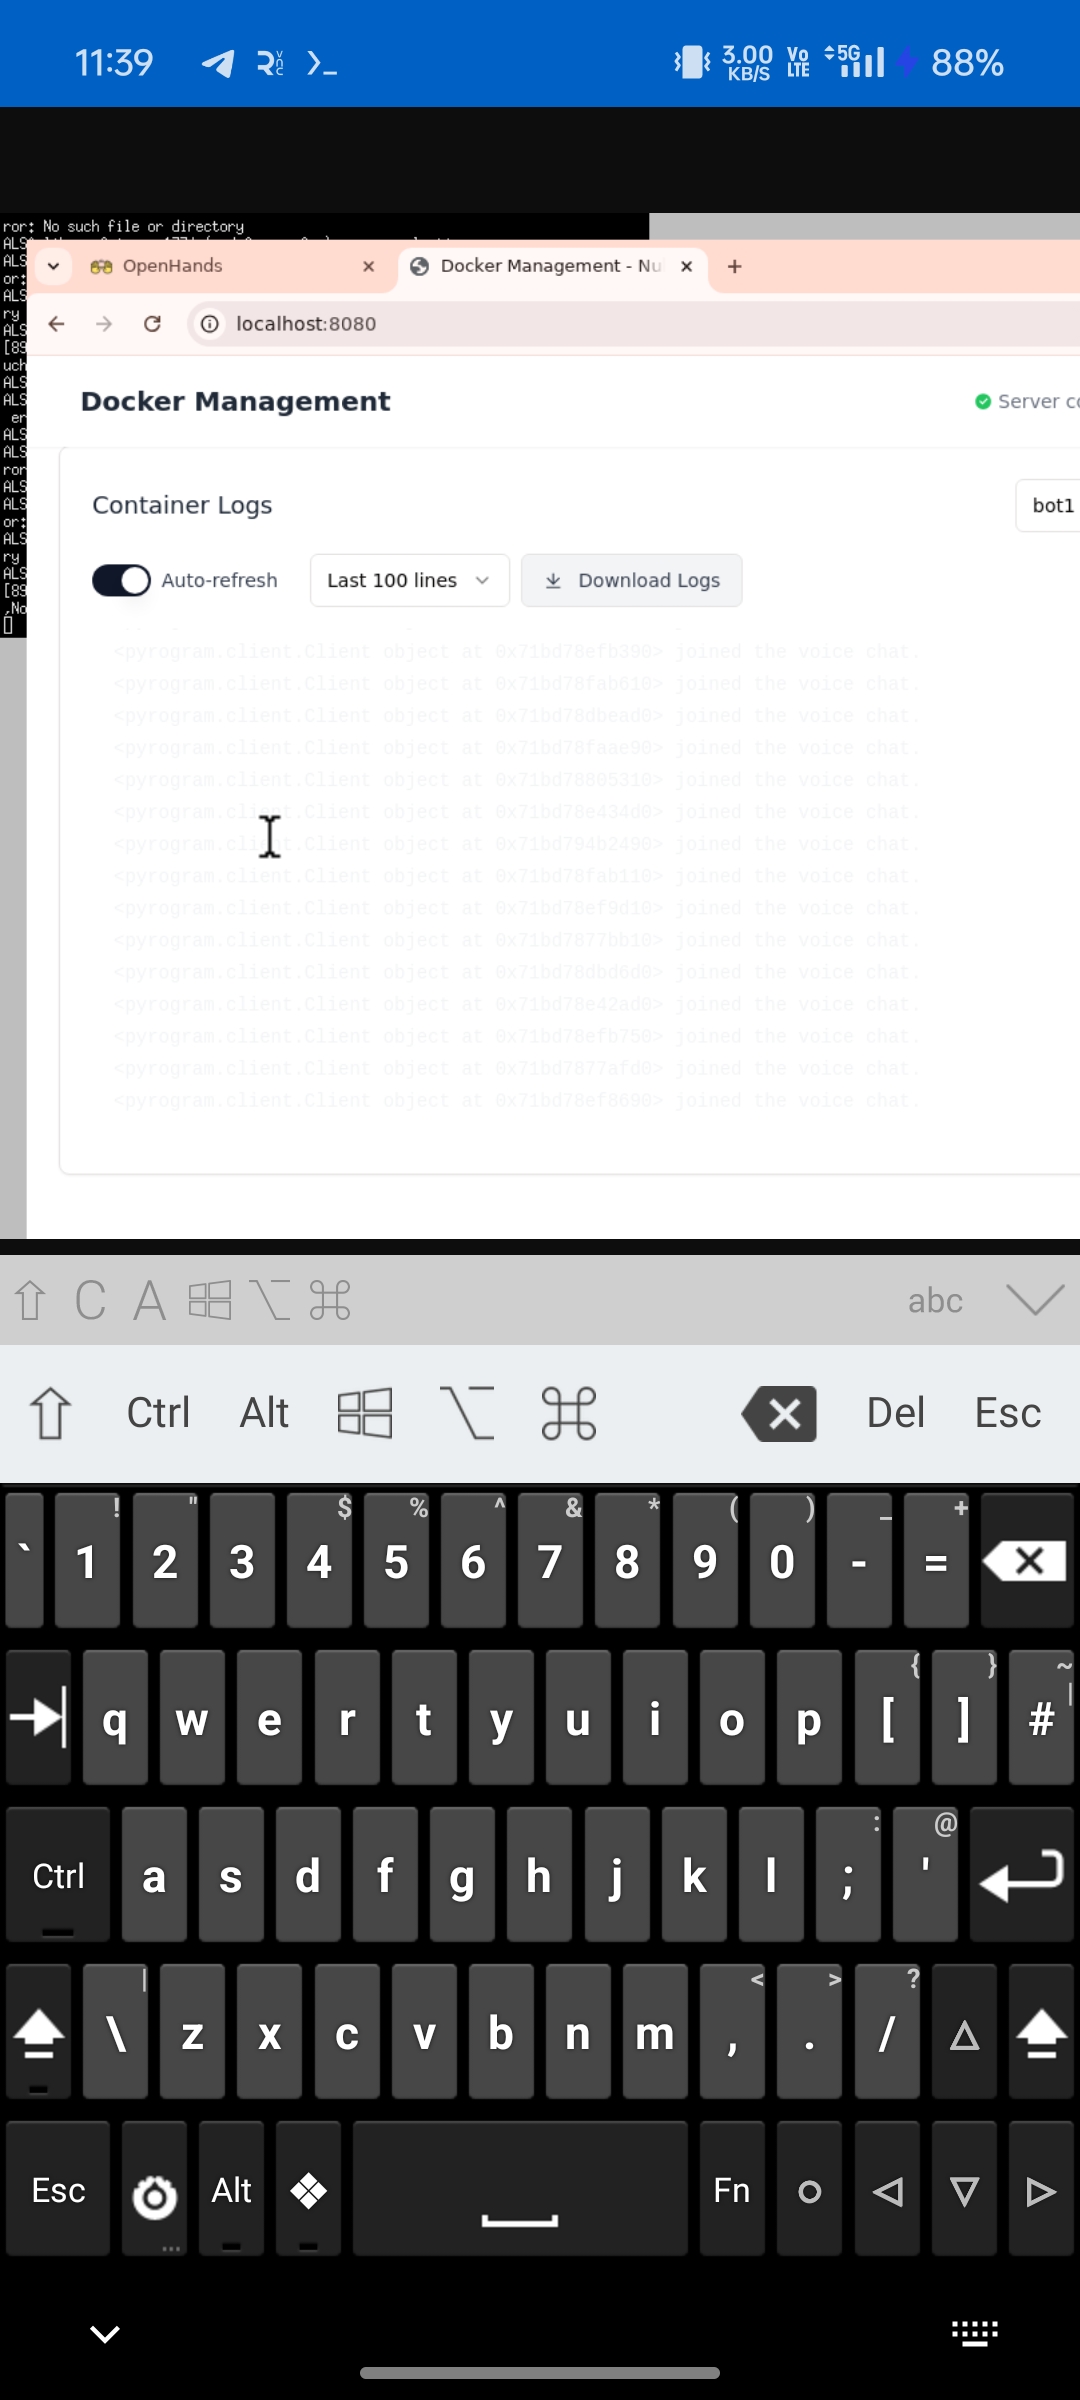 11:39
3.00 KB/S Vo LTE 5G 88%
ror: No such file or directory
ALS
OpenHands
Docker Management - Nu
ALS
or:
ALS
ry
localhost:8080
ALS
[89
uch
ALS
ALS
Docker Management
Server co
er
ALS
ALS
ror
ALS
Container Logs
bot1
ALS
or:
ALS
ry
ALS
Auto-refresh
Last 100 lines
Download Logs
[89
.No
<pyrogram.client.Client object at 0x71bd78efb390> joined the voice chat.
<pyrogram.client.Client object at 0x71bd78fab610> joined the voice chat.
<pyrogram.client.Client object at 0x71bd78dbead0> joined the voice chat.
<pyrogram.client.Client object at 0x71bd78faae90> joined the voice chat.
<pyrogram.client.Client object at 0x71bd78805310> joined the voice chat.
<pyrogram.client.Client object at 0x71bd78e434d0> joined the voice chat.
<pyrogram.client.Client object at 0x71bd794b2490> joined the voice chat.
<pyrogram.client.Client object at 0x71bd78fab110> joined the voice chat.
<pyrogram.client.Client object at 0x71bd78ef9d10> joined the voice chat.
<pyrogram.client.Client object at 0x71bd7877bb10> joined the voice chat.
<pyrogram.client.Client object at 0x71bd78dbd6d0> joined the voice chat.
<pyrogram.client.Client object at 0x71bd78e42ad0> joined the voice chat.
<pyrogram.client.Client object at 0x71bd78efb750> joined the voice chat.
<pyrogram.client.Client object at 0x71bd7877afd0> joined the voice chat.
<pyrogram.client.Client object at 0x71bd78ef8690> joined the voice chat.
C A abc
Ctrl Alt Del Esc
! " $ % ^ & * ( ) _ +
` 1 2 3 4 5 6 7 8 9 0 - =
{ } ~ |
q w e r t y u i o p [ ] #
: @
Ctrl a s d f g h j k l ; '
| < > ?
\ z x c v b n m , . /
Esc Alt Fn